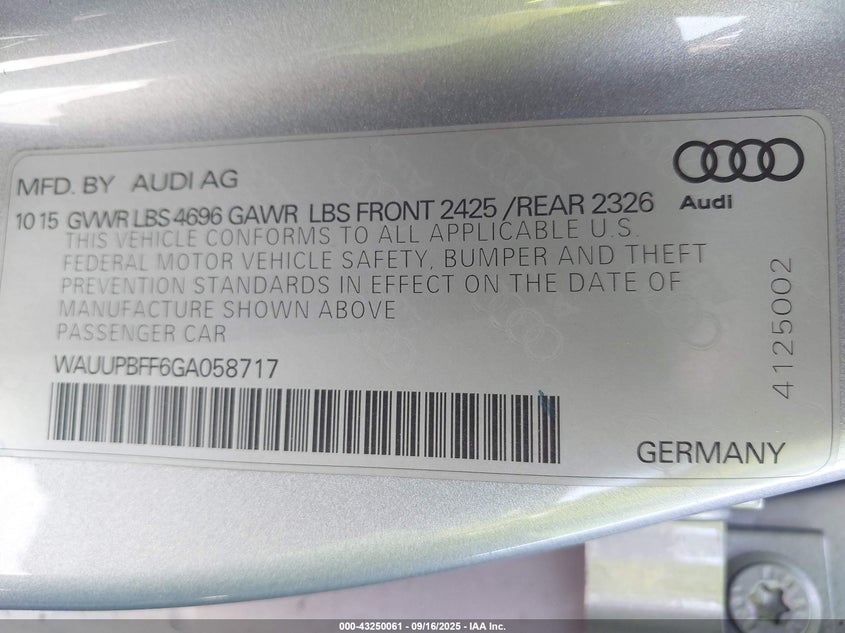 MFD. BY AUDI AG
Audi
10 15 GVWR LBS 4696 GAWR LBS FRONT 2425 /REAR 2326
THIS VEHICLE CONFORMS TO ALL APPLICABLE U.S.
FEDERAL MOTOR VEHICLE SAFETY, BUMPER AND THEFT
PREVENTION STANDARDS IN EFFECT ON THE DATE OF
MANUFACTURE SHOWN ABOVE
PASSENGER CAR
WAUUPBFF6GA058717
4125002
GERMANY
000-43250061 - 09/16/2025 - IAA Inc.